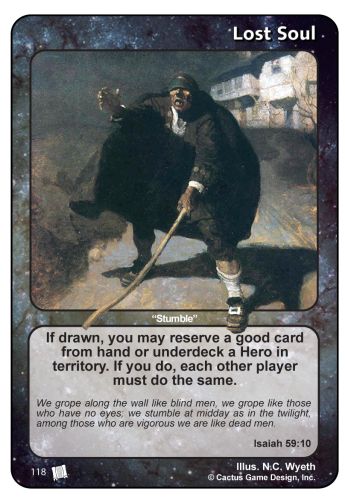 Lost Soul
"Stumble"
If drawn, you may reserve a good card
from hand or underdeck a Hero in
territory. If you do, each other player
must do the same.
We grope along the wall like blind men, we grope like those
who have no eyes; we stumble at midday as in the twilight,
among those who are vigorous we are like dead men.
Isaiah 59:10
Illus. N.C. Wyeth
118
© Cactus Game Design, Inc.